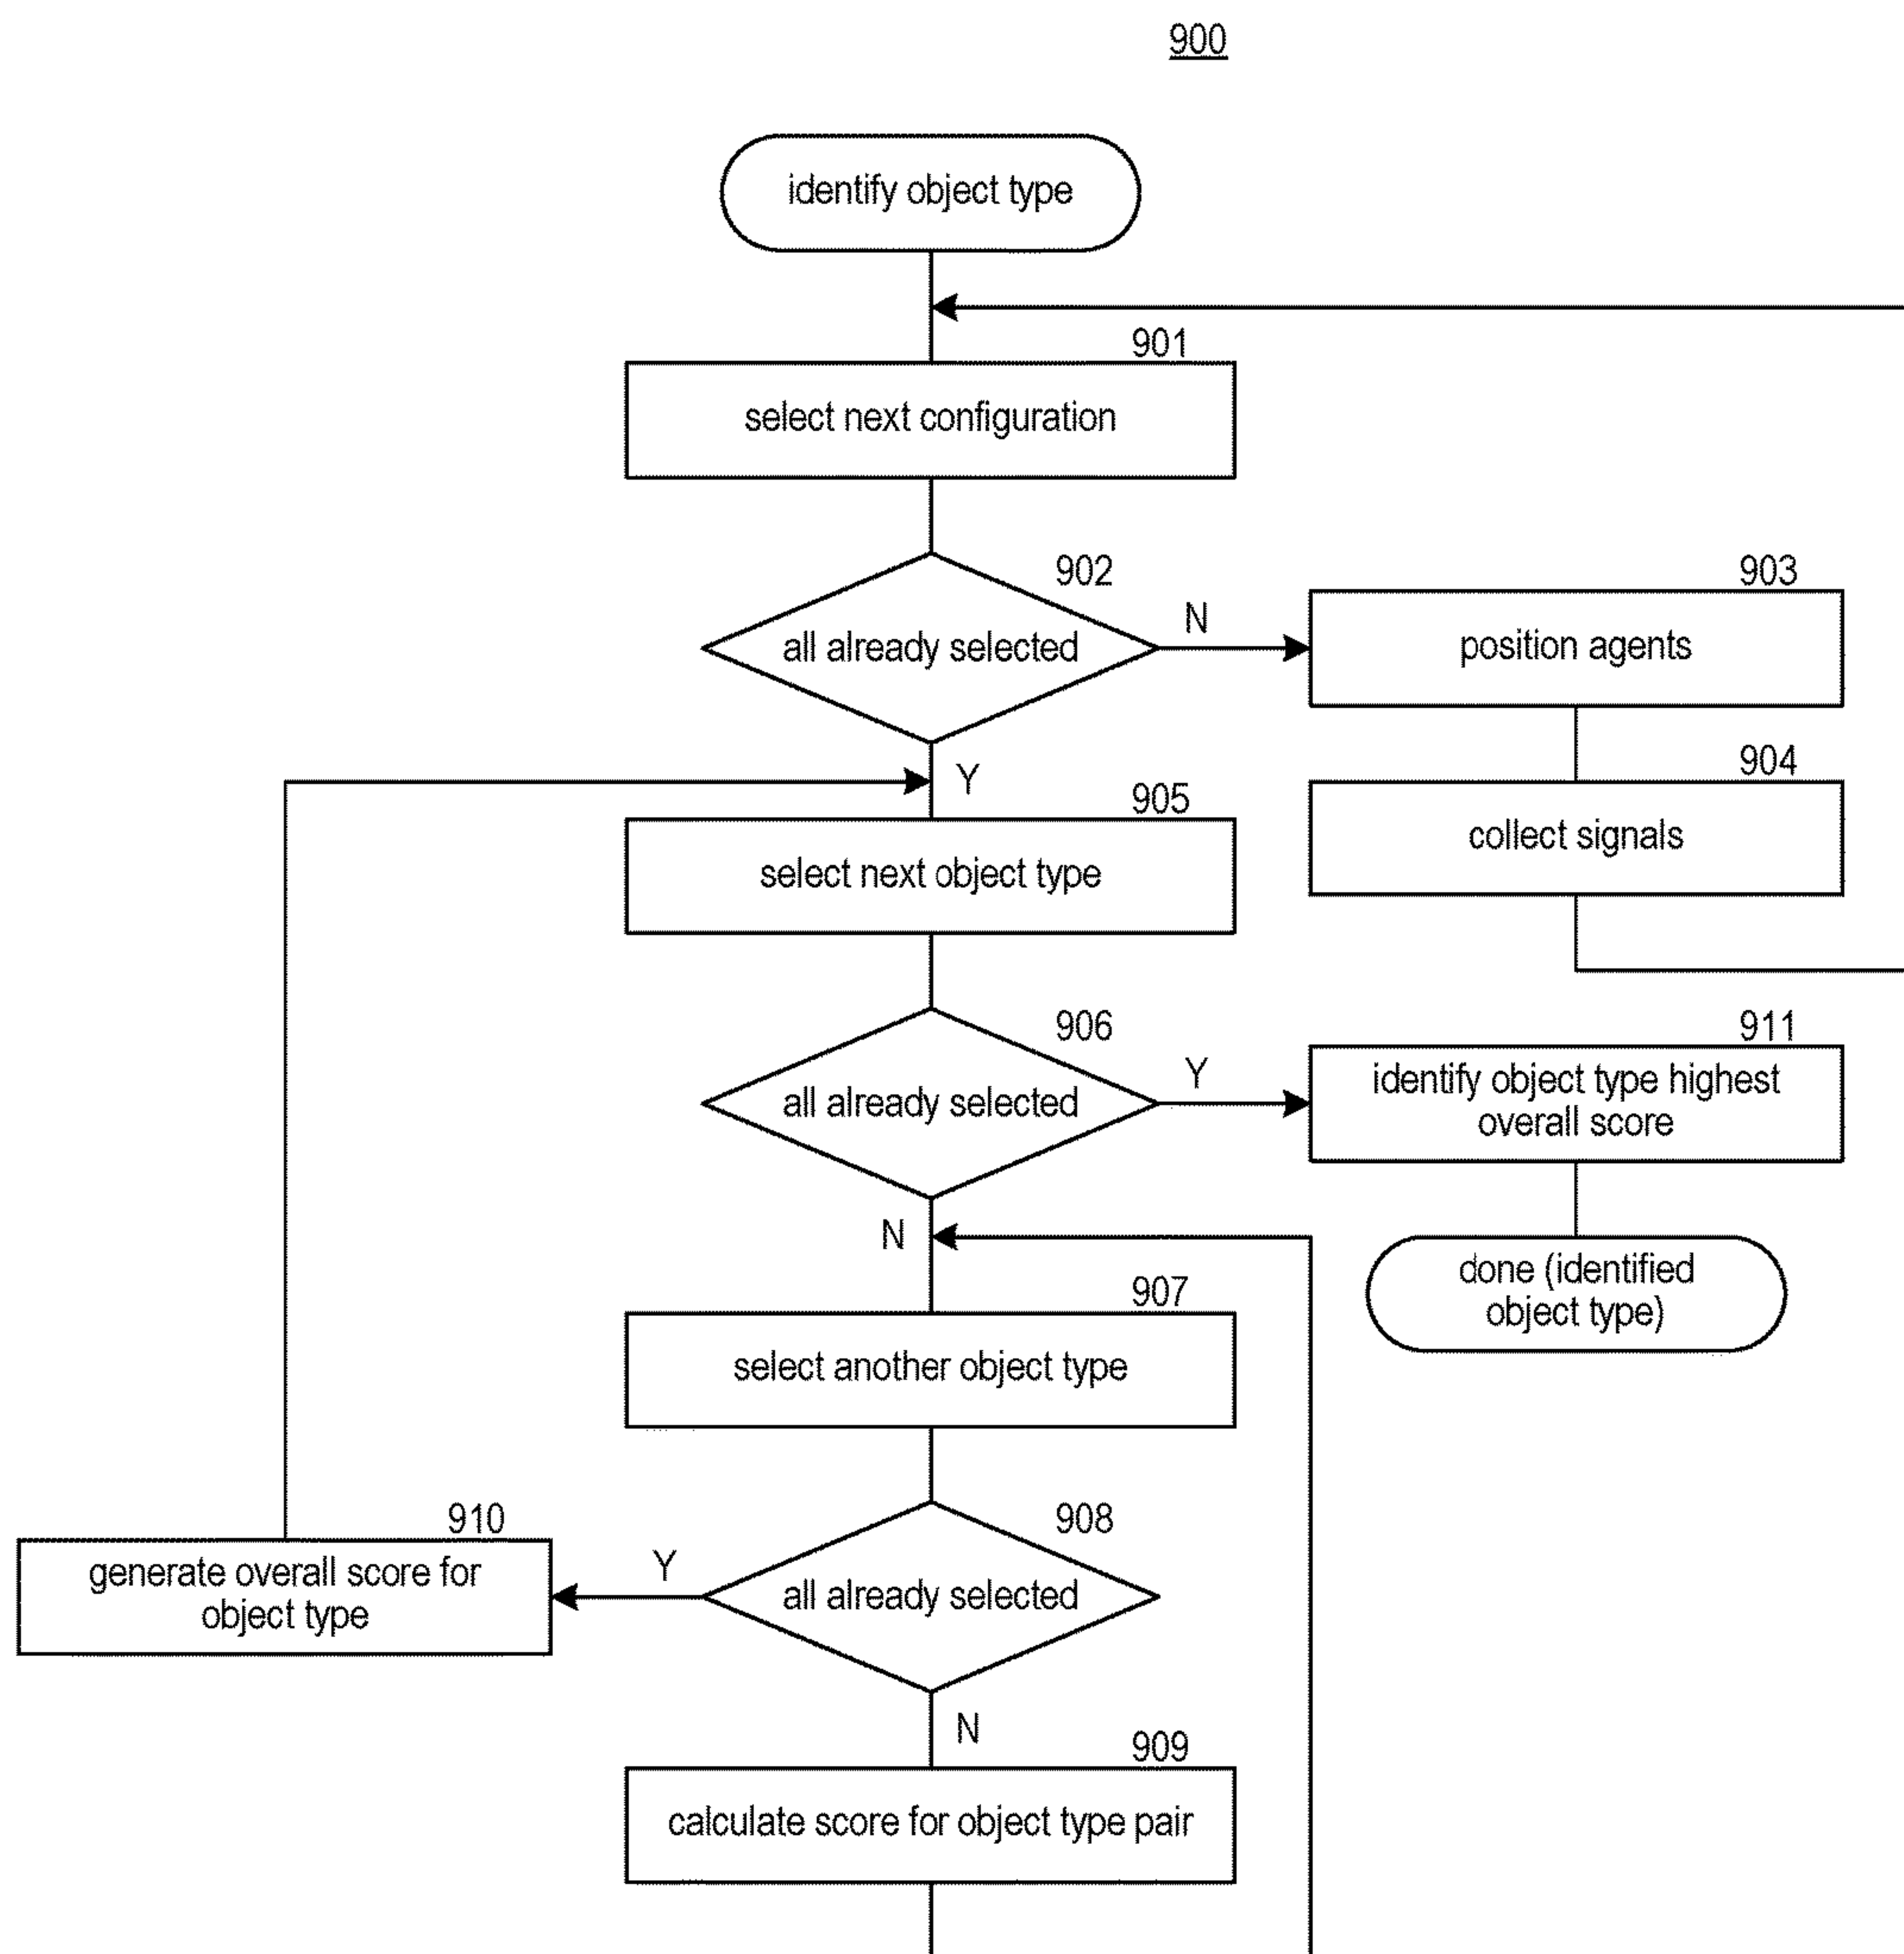 900
identify object type
901
select next configuration
902
all already selected
N
903
position agents
Y
904
collect signals
905
select next object type
906
all already selected
Y
911
identify object type highest
overall score
N
done (identified
object type)
907
select another object type
908
all already selected
Y
910
generate overall score for
object type
N
909
calculate score for object type pair